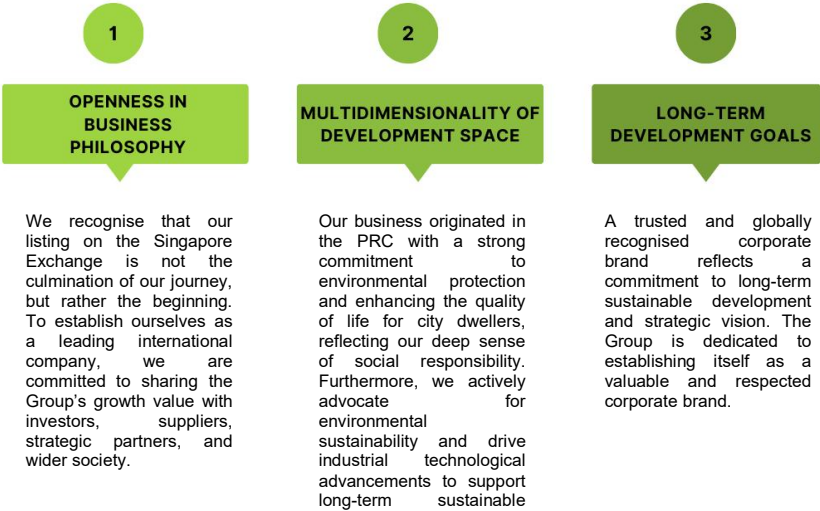 1
OPENNESS IN
BUSINESS
PHILOSOPHY
We recognise that our
listing on the Singapore
Exchange is not the
culmination of our journey,
but rather the beginning.
To establish ourselves as
a leading international
company, we are
committed to sharing the
Group’s growth value with
investors, suppliers,
strategic partners, and
wider society.
2
MULTIDIMENSIONALITY OF
DEVELOPMENT SPACE
Our business originated in
the PRC with a strong
commitment to
environmental protection
and enhancing the quality
of life for city dwellers,
reflecting our deep sense
of social responsibility.
Furthermore, we actively
advocate for
environmental
sustainability and drive
industrial technological
advancements to support
long-term sustainable
3
LONG-TERM
DEVELOPMENT GOALS
A trusted and globally
recognised corporate
brand reflects a
commitment to long-term
sustainable development
and strategic vision. The
Group is dedicated to
establishing itself as a
valuable and respected
corporate brand.